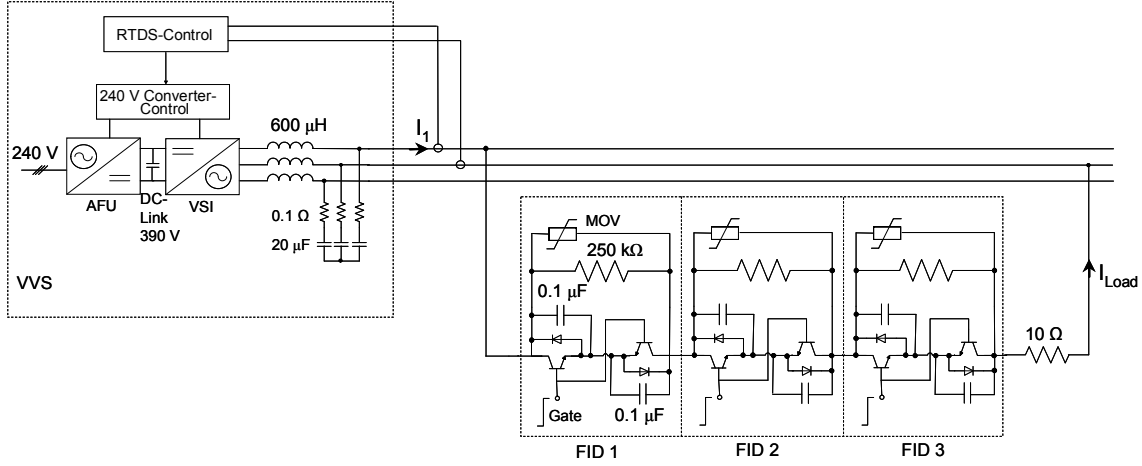 RTDS-Control
240 V Converter-
Control
240 V
AFU
DC-
Link
390 V
VSI
600 μH
0.1 Ω
20 μF
VVS
I1
MOV
250 kΩ
0.1 μF
Gate
0.1 μF
10 Ω
ILoad
FID 1
FID 2
FID 3